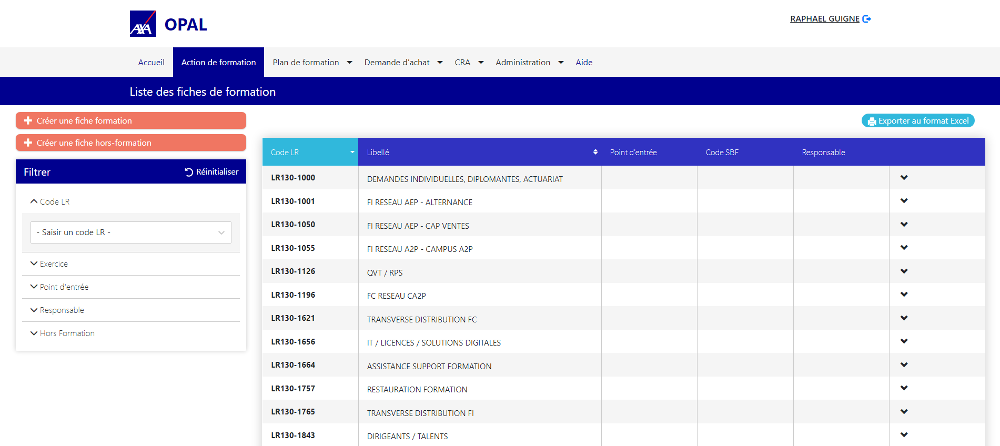 AXA OPAL
RAPHAEL GUIGNE
Accueil Action de formation Plan de formation Demande d'achat CRA Administration Aide
Liste des fiches de formation
Créer une fiche formation
Créer une fiche hors-formation
Exporter au format Excel
Filtrer Réinitialiser
Code LR
- Saisir un code LR -
Exercice
Point d'entrée
Responsable
Hors Formation
Code LR Libellé Point d'entrée Code SBF Responsable
LR130-1000 DEMANDES INDIVIDUELLES, DIPLOMANTES, ACTUARIAT
LR130-1001 FI RESEAU AEP - ALTERNANCE
LR130-1050 FI RESEAU AEP - CAP VENTES
LR130-1055 FI RESEAU A2P - CAMPUS A2P
LR130-1126 QVT / RPS
LR130-1196 FC RESEAU CA2P
LR130-1621 TRANSVERSE DISTRIBUTION FC
LR130-1656 IT / LICENCES / SOLUTIONS DIGITALES
LR130-1664 ASSISTANCE SUPPORT FORMATION
LR130-1757 RESTAURATION FORMATION
LR130-1765 TRANSVERSE DISTRIBUTION FI
LR130-1843 DIRIGEANTS / TALENTS